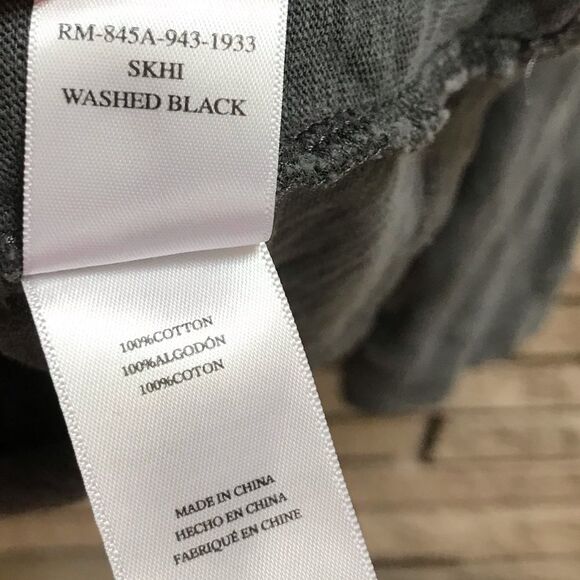 RM-845A-943-1933
SKHI
WASHED BLACK
100%COTTON
100%ALGODÓN
100%COTON
MADE IN CHINA
HECHO EN CHINA
FABRIQUÉ EN CHINE